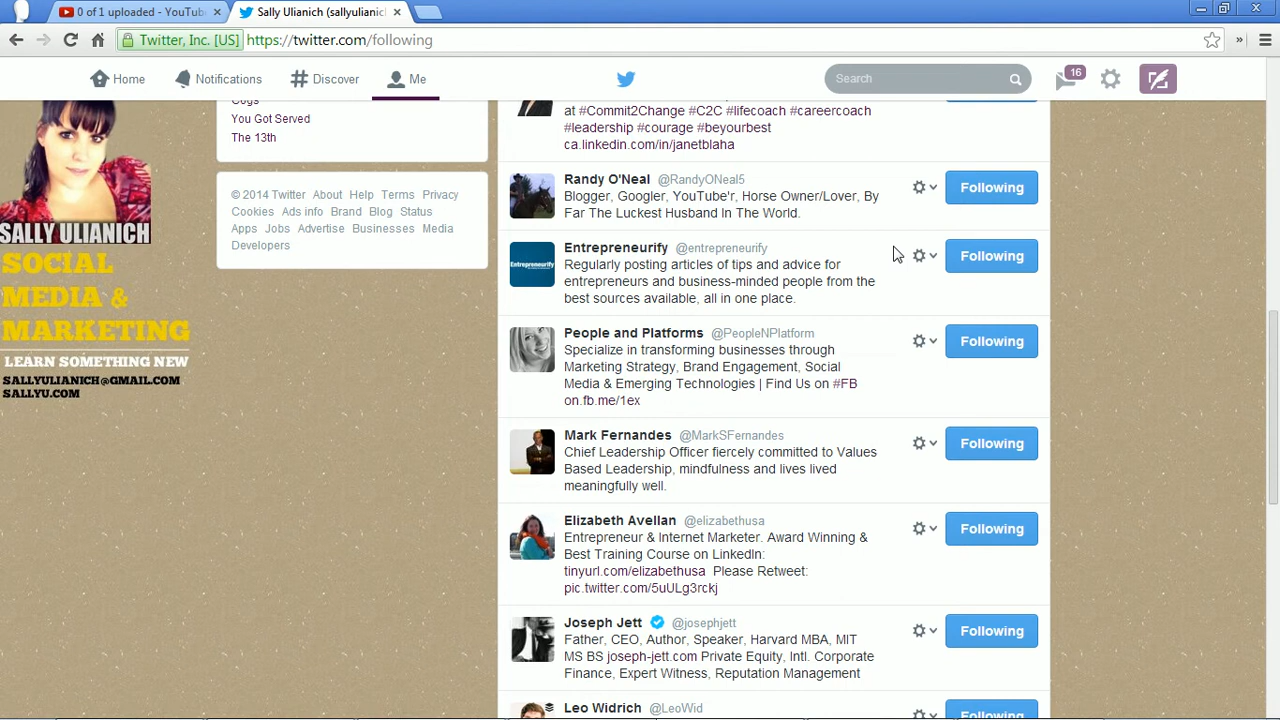 0 of 1 uploaded - YouTube
Sally Ulianich (sallyulianic
Twitter, Inc. [US]
https://twitter.com/following
Home
Notifications
Discover
Me
Search
16
You Got Served
The 13th
© 2014 Twitter About Help Terms Privacy
Cookies Ads info Brand Blog Status
Apps Jobs Advertise Businesses Media
Developers
SALLY ULIANICH
SOCIAL
MEDIA &
MARKETING
LEARN SOMETHING NEW
SALLYULIANICH@GMAIL.COM
SALLYU.COM
at #Commit2Change #C2C #lifecoach #careercoach
#leadership #courage #beyourbest
ca.linkedin.com/in/janetblaha
Randy O'Neal @RandyONeal5
Blogger, Googler, YouTube'r, Horse Owner/Lover, By
Far The Luckest Husband In The World.
Following
Entrepreneurify @entrepreneurify
Regularly posting articles of tips and advice for
entrepreneurs and business-minded people from the
best sources available, all in one place.
Following
Entrepreneurify
People and Platforms @PeopleNPlatform
Specialize in transforming businesses through
Marketing Strategy, Brand Engagement, Social
Media & Emerging Technologies | Find Us on #FB
on.fb.me/1ex
Following
Mark Fernandes @MarkSFernandes
Chief Leadership Officer fiercely committed to Values
Based Leadership, mindfulness and lives lived
meaningfully well.
Following
Elizabeth Avellan @elizabethusa
Entrepreneur & Internet Marketer. Award Winning &
Best Training Course on LinkedIn:
tinyurl.com/elizabethusa Please Retweet:
pic.twitter.com/5uULg3rckj
Following
Joseph Jett @josephjett
Father, CEO, Author, Speaker, Harvard MBA, MIT
MS BS joseph-jett.com Private Equity, Intl. Corporate
Finance, Expert Witness, Reputation Management
Following
Leo Widrich @LeoWid
Following